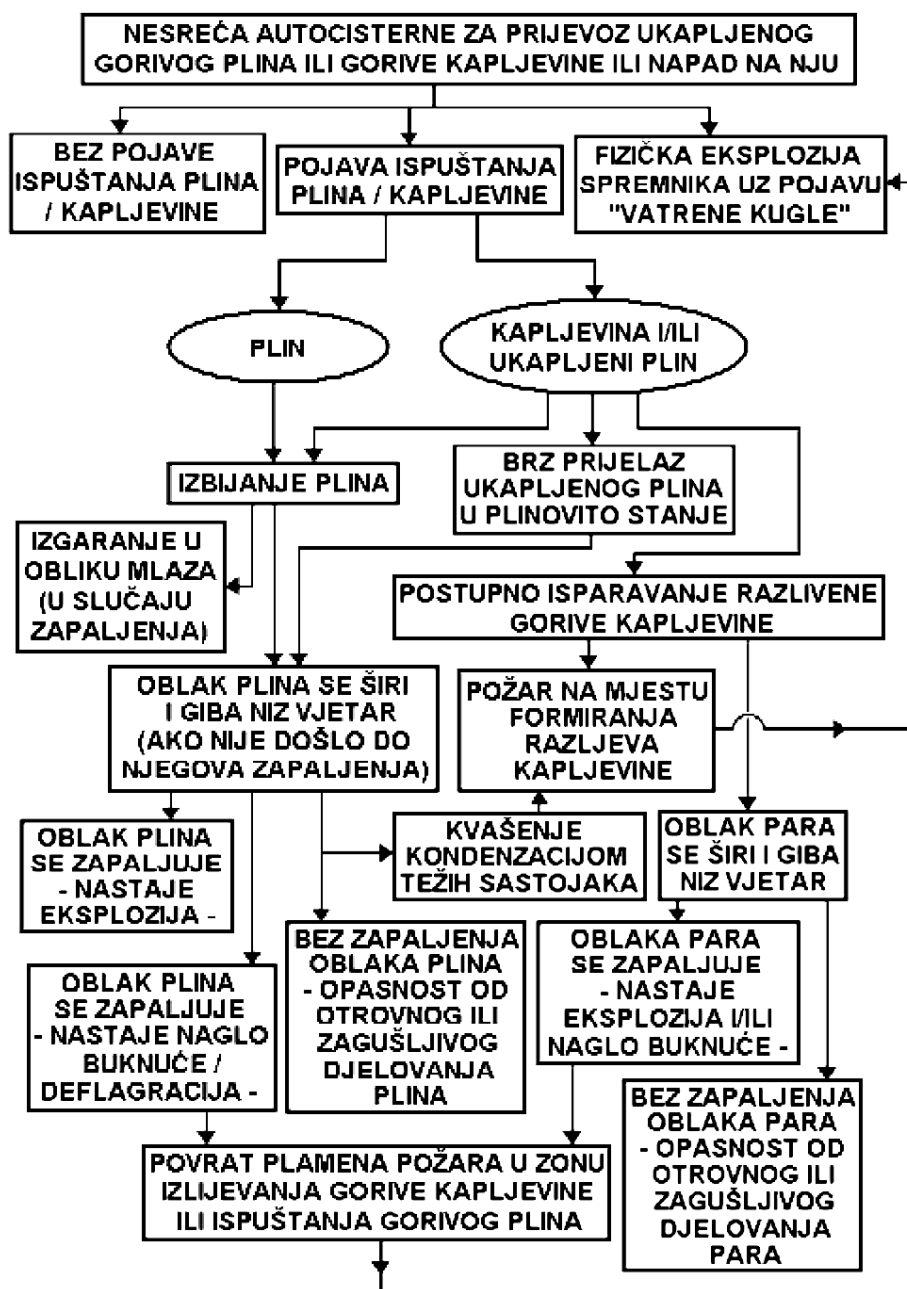 NESREĆA AUTOCISTERNE ZA PRIJEVOZ UKAPLJENOG
GORIVOG PLINA ILI GORIVE KAPLJEVINE ILI NAPAD NA NJU
BEZ POJAVE
ISPUŠTANJA PLINA
/ KAPLJEVINE
POJAVA ISPUŠTANJA
PLINA / KAPLJEVINE
FIZIČKA EKSPLOZIJA
SPREMNIKA UZ POJAVU
"VATRENE KUGLE"
PLIN
KAPLJEVINA I/ILI
UKAPLJENI PLIN
IZBIJANJE PLINA
BRZ PRIJELAZ
UKAPLJENOG PLINA
U PLINOVITO STANJE
IZGARANJE U
OBLIKU MLAZA
(U SLUČAJU
ZAPALJENJA)
POSTUPNO ISPARAVANJE RAZLIVENE
GORIVE KAPLJEVINE
OBLAK PLINA SE ŠIRI
I GIBA NIZ VJETAR
(AKO NIJE DOŠLO DO
NJEGOVA ZAPALJENJA)
POŽAR NA MJESTU
FORMIRANJA
RAZLJEVA
KAPLJEVINE
OBLAK PLINA
SE ZAPALJUJE
- NASTAJE
EKSPLOZIJA -
KVAŠENJE
KONDENZACIJOM
TEŽIH SASTOJAKA
OBLAK PARA
SE ŠIRI I GIBA
NIZ VJETAR
OBLAK PLINA
SE ZAPALJUJE
- NASTAJE NAGLO
BUKNUĆE /
DEFLAGRACIJA -
BEZ ZAPALJENJA
OBLAKA PLINA
- OPASNOST OD
OTROVNOG ILI
ZAGUŠLJIVOG
DJELOVANJA
PLINA
OBLAKA PARA
SE ZAPALJUJE
- NASTAJE
EKSPLOZIJA I/ILI
NAGLO BUKNUĆE -
BEZ ZAPALJENJA
OBLAKA PARA
- OPASNOST OD
OTROVNOG ILI
ZAGUŠLJIVOG
DJELOVANJA
PARA
POVRAT PLAMENA POŽARA U ZONU
IZLIJEVANJA GORIVE KAPLJEVINE
ILI ISPUŠTANJA GORIVOG PLINA